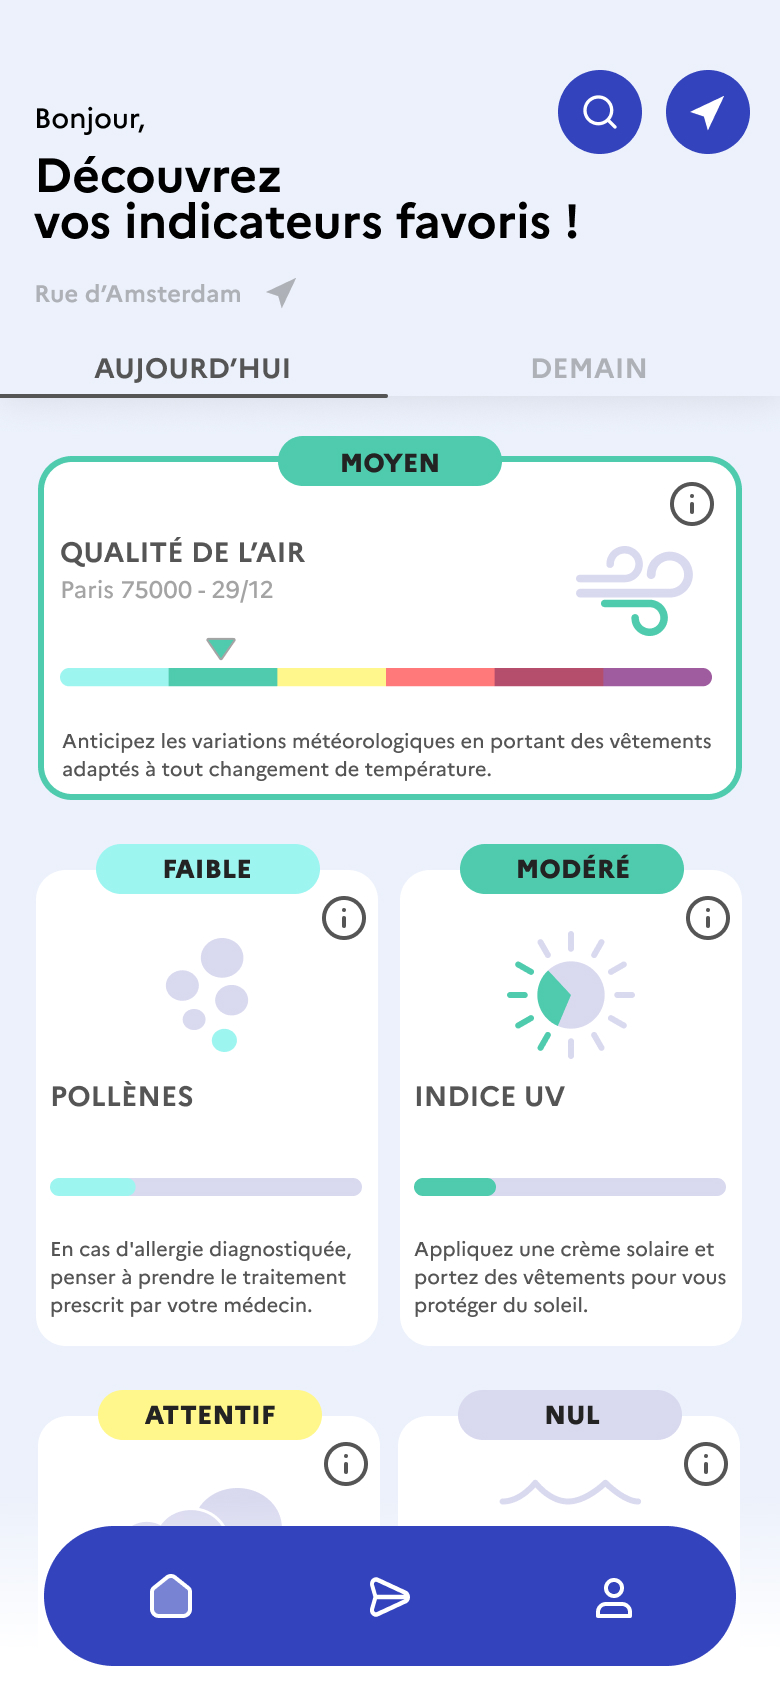 Bonjour,
Découvrez
vos indicateurs favoris !
Rue d’Amsterdam
AUJOURD’HUI
DEMAIN
MOYEN
QUALITÉ DE L’AIR
Paris 75000 - 29/12
Anticipez les variations météorologiques en portant des vêtements
adaptés à tout changement de température.
FAIBLE
POLLÈNES
En cas d'allergie diagnostiquée,
penser à prendre le traitement
prescrit par votre médecin.
MODÉRÉ
INDICE UV
Appliquez une crème solaire et
portez des vêtements pour vous
protéger du soleil.
ATTENTIF
NUL